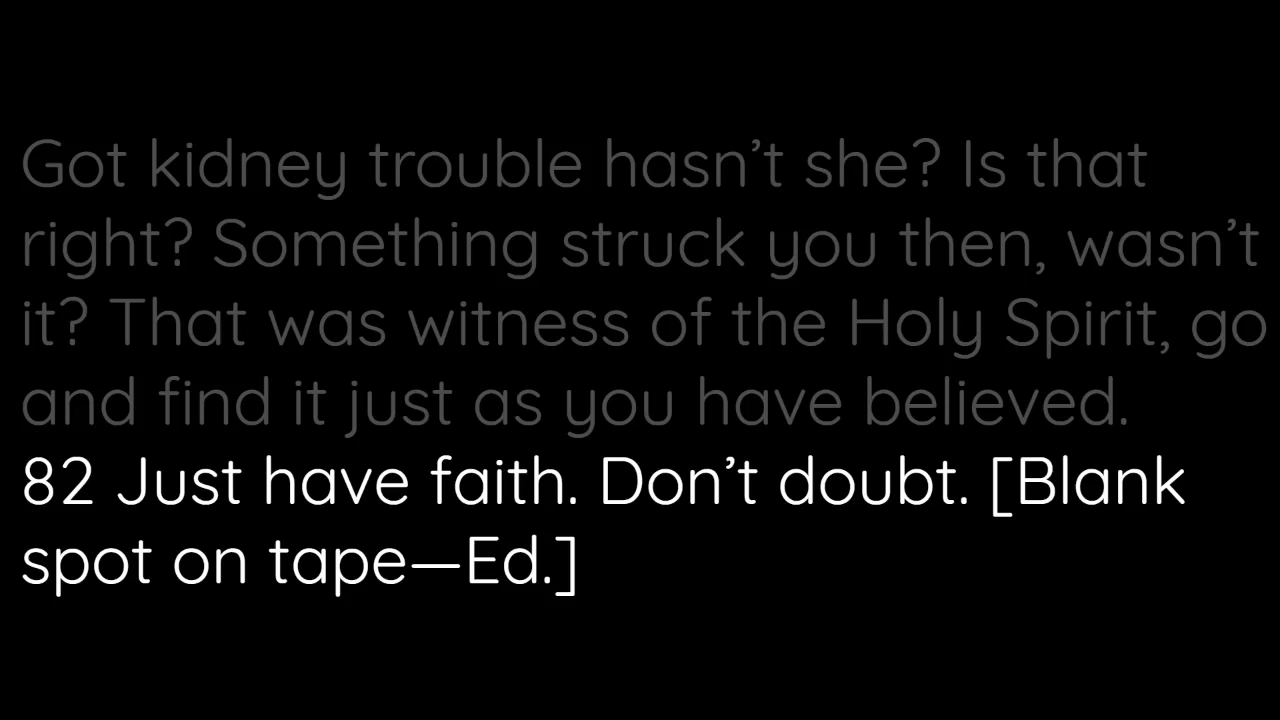 Got kidney trouble hasn’t she? Is that
right? Something struck you then, wasn’t
it? That was witness of the Holy Spirit, go
and find it just as you have believed.
82 Just have faith. Don’t doubt. [Blank
spot on tape—Ed.]